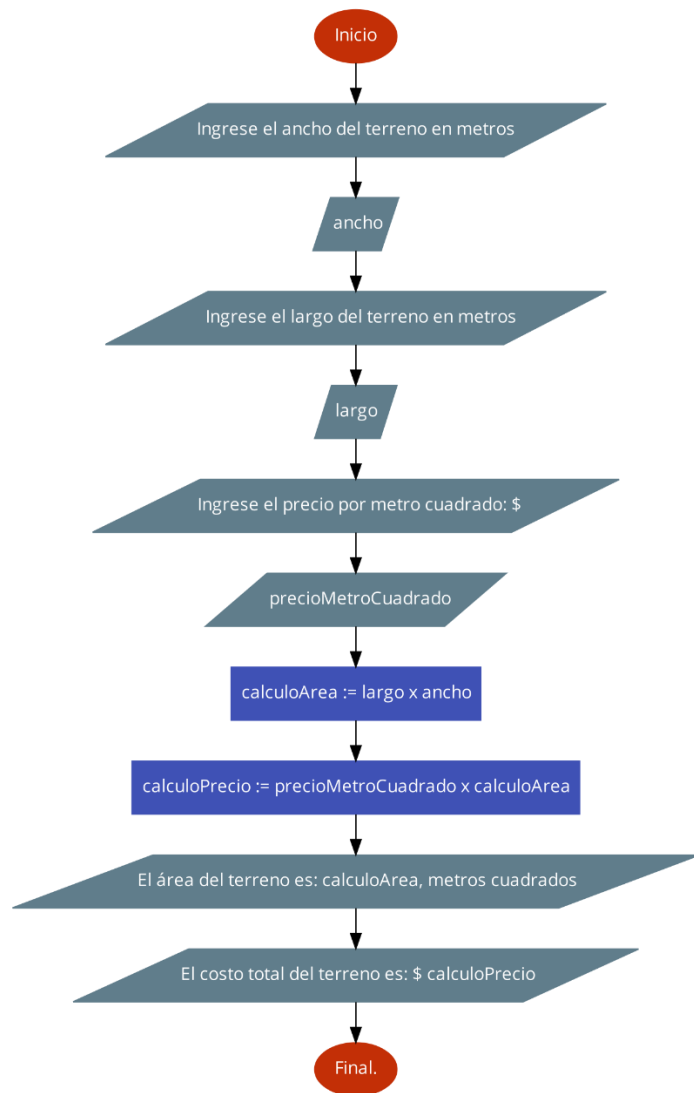 Inicio
Ingrese el ancho del terreno en metros
ancho
Ingrese el largo del terreno en metros
largo
Ingrese el precio por metro cuadrado: $
precioMetroCuadrado
calculoArea := largo x ancho
calculoPrecio := precioMetroCuadrado x calculoArea
El área del terreno es: calculoArea, metros cuadrados
El costo total del terreno es: $ calculoPrecio
Final.